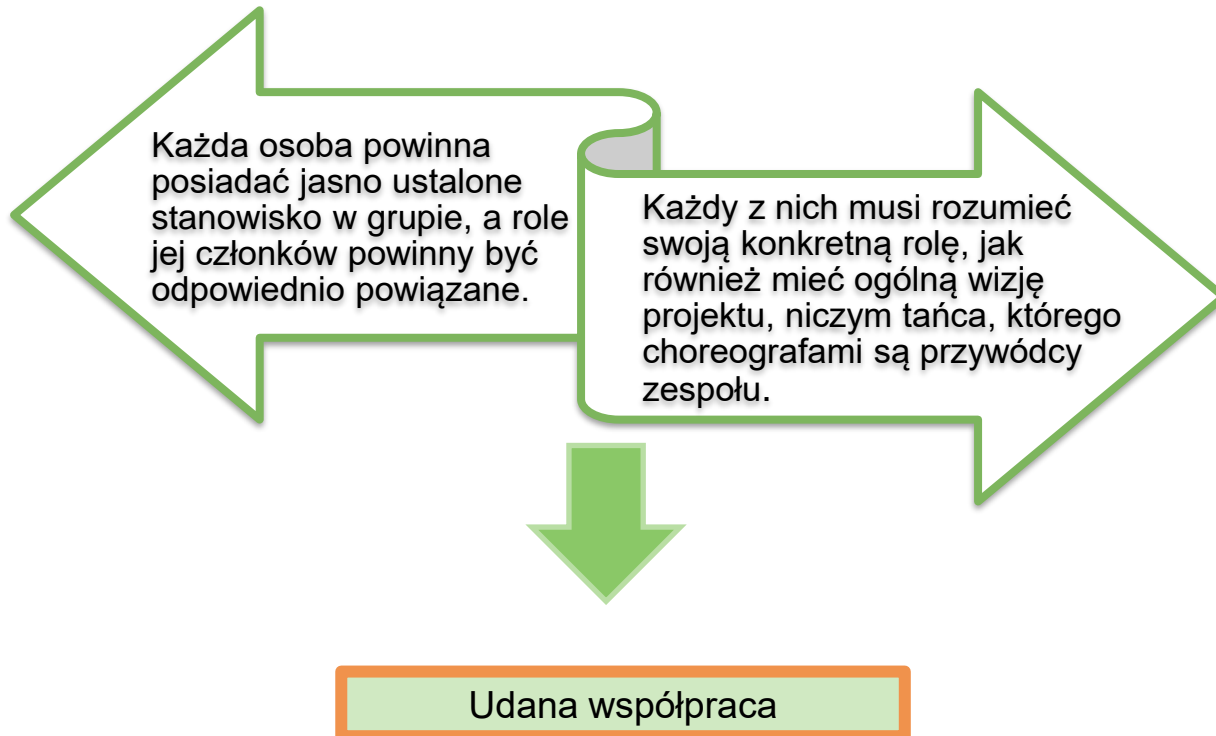 Każda osoba powinna
posiadać jasno ustalone
stanowisko w grupie, a role
jej członków powinny być
odpowiednio powiązane.
Każdy z nich musi rozumieć
swoją konkretną rolę, jak
również mieć ogólną wizję
projektu, niczym tańca, którego
choreografami są przywódcy
zespołu.
Udana współpraca